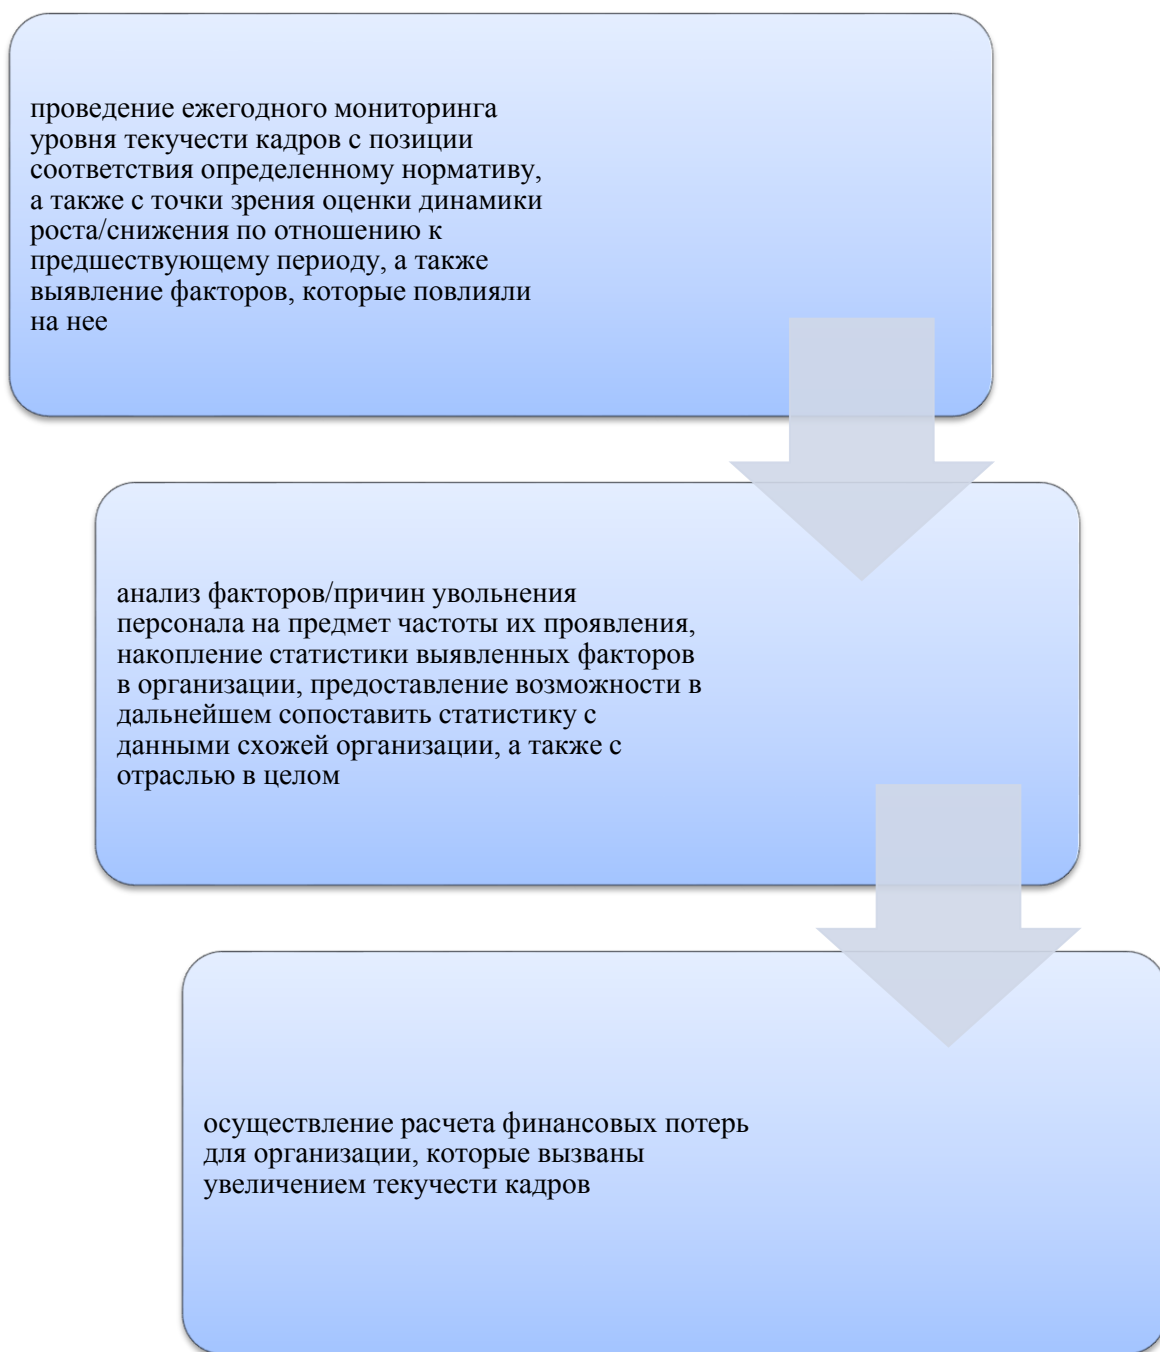 проведение ежегодного мониторинга
уровня текучести кадров с позиции
соответствия определенному нормативу,
а также с точки зрения оценки динамики
роста/снижения по отношению к
предшествующему периоду, а также
выявление факторов, которые повлияли
на нее
анализ факторов/причин увольнения
персонала на предмет частоты их проявления,
накопление статистики выявленных факторов
в организации, предоставление возможности в
дальнейшем сопоставить статистику с
данными схожей организации, а также с
отраслью в целом
осуществление расчета финансовых потерь
для организации, которые вызваны
увеличением текучести кадров